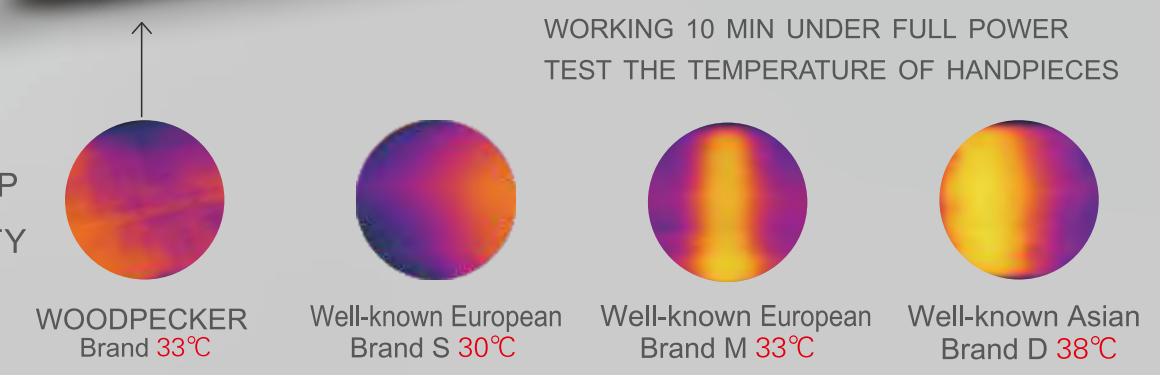 WORKING 10 MIN UNDER FULL POWER
TEST THE TEMPERATURE OF HANDPIECES
WOODPECKER
Brand 33℃
Well-known European
Brand S 30℃
Well-known European
Brand M 33℃
Well-known Asian
Brand D 38℃